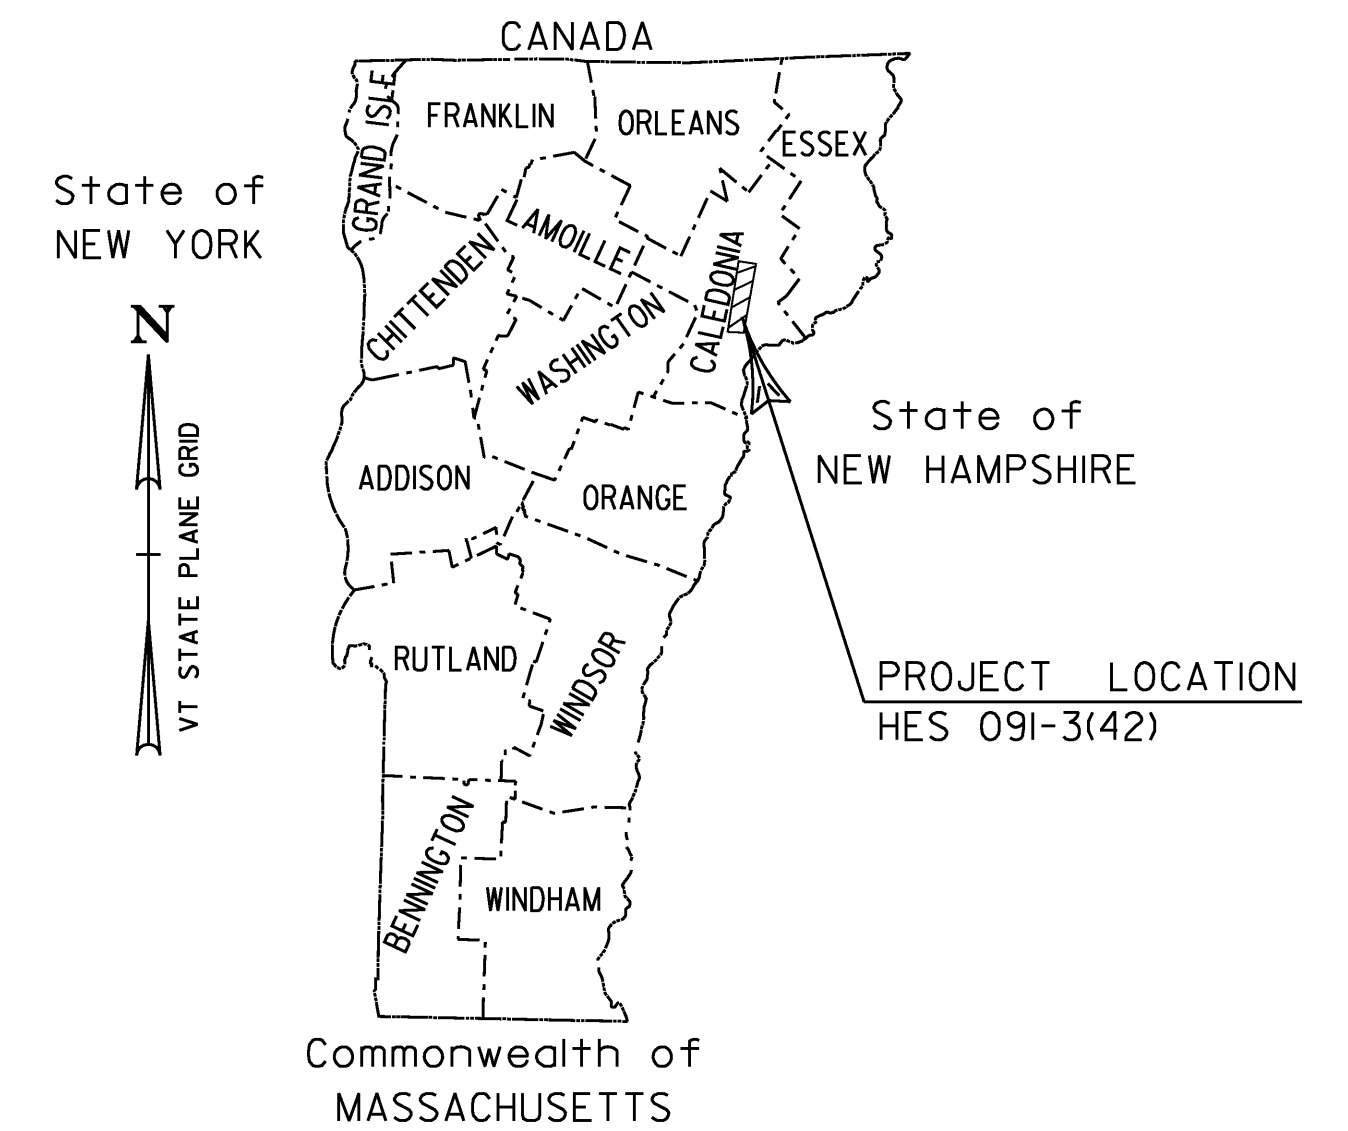 CANADA
GRAND ISLE
FRANKLIN
ORLEANS
ESSEX
State of
NEW YORK
LAMOILLE
CHITTENDEN
CALEDONIA
WASHINGTON
N
VT STATE PLANE GRID
State of
NEW HAMPSHIRE
ADDISON
ORANGE
RUTLAND
WINDSOR
PROJECT LOCATION
HES 091-3(42)
BENNINGTON
WINDHAM
Commonwealth of
MASSACHUSETTS